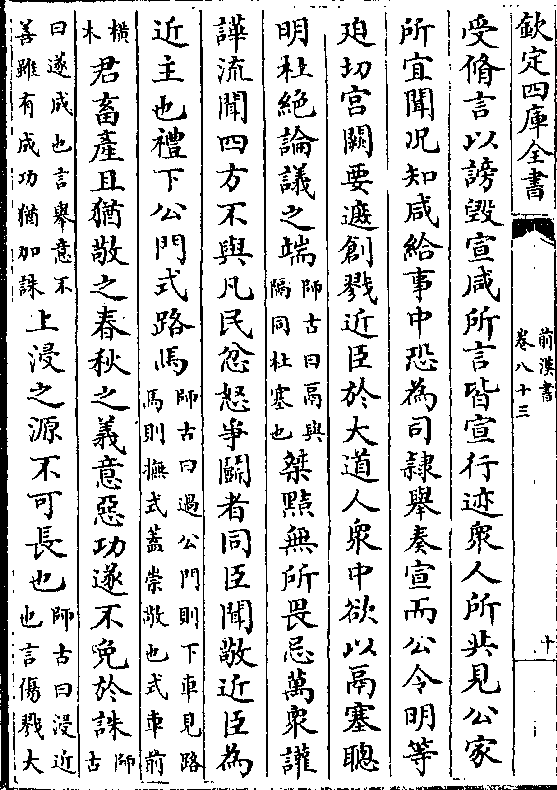 欽定四庫全書
前漢書
卷八十三
十
受脩言以謗毀宣咸所言皆宣行迹衆人所共見公家
所宜聞况知咸給事中恐為司隸舉奏宣而公令明等
廹切宫闕要遮創戮近臣於大道人衆中欲以鬲塞聰
明杜絶論議之端師古曰鬲與隔同杜塞也桀黠無所畏忌萬衆讙
譁流聞四方不與凡民忿怒争鬭者同臣聞敬近臣為
近主也禮下公門式路馬師古曰過公門則下車見路馬則撫式蓋崇敬也式車前
橫木君畜產且猶敬之春秋之義意惡功遂不免於誅師古
曰遂成也言舉意不善雖有成功猶加誅上浸之源不可長也師古曰浸近也言傷戮大